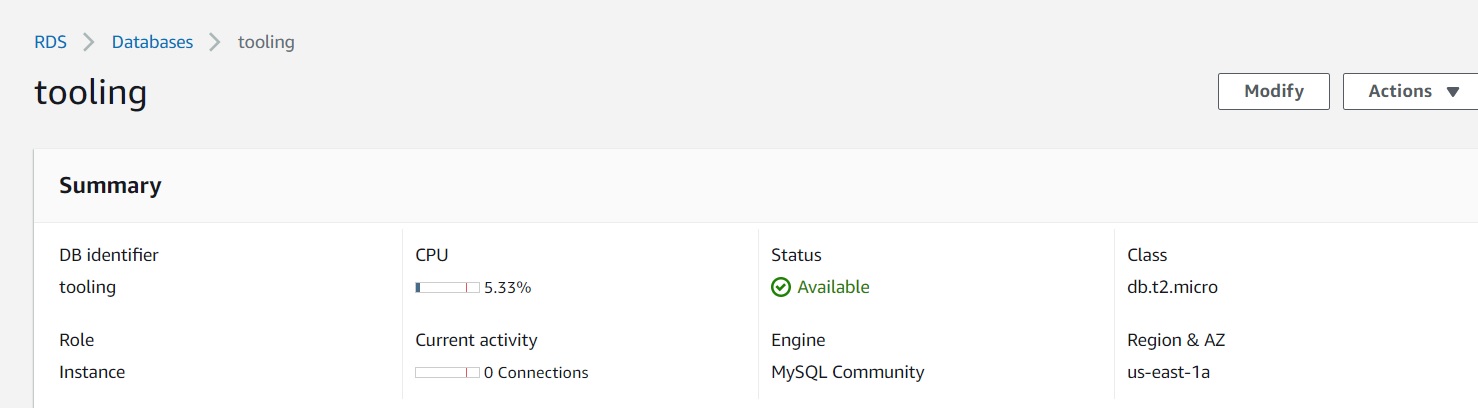 RDS > Databases > tooling
tooling
Modify
Actions
Summary
DB identifier
tooling
CPU
5.33%
Status
Available
Class
db.t2.micro
Role
Instance
Current activity
0 Connections
Engine
MySQL Community
Region & AZ
us-east-1a